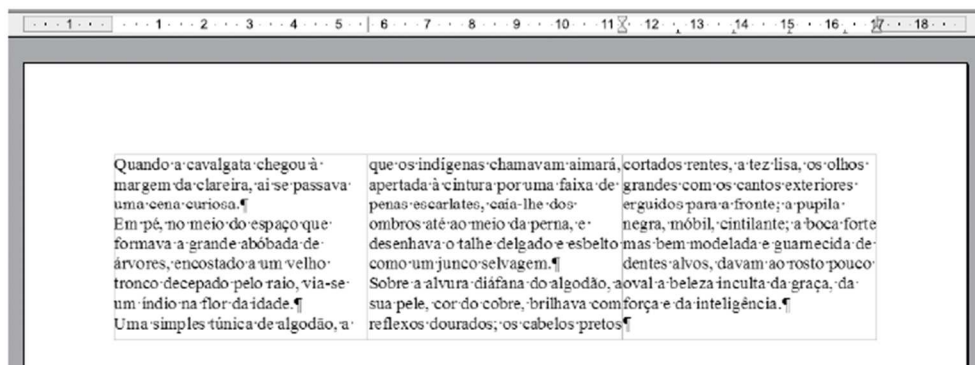 1 1 2 3 4 5 6 7 8 9 10 11 12 13 14 15 16 17 18
Quando·a·cavalgata·chegou·à·
margem·da·clareira,·aí·se·passava·
uma·cena·curiosa.¶
Em·pé,·no·meio·do·espaço·que·
formava·a·grande·abóbada·de·
árvores,·encostado·a·um·velho·
tronco·decepado·pelo·raio,·via-se·
um·índio·na·flor·da·idade.¶
Uma·simples·túnica·de·algodão,·a·
que·os·indígenas·chamavam·aimará,
apertada·à·cintura·por·uma·faixa·de·
penas·escarlates,·caía-lhe·dos·
ombros·até·ao·meio·da·perna,·e·
desenhava·o·talhe·delgado·e·esbelto·
como·um·junco·selvagem.¶
Sobre·a·alvura·diáfana·do·algodão,·a
sua·pele,·cor·do·cobre,·brilhava·com
reflexos·dourados;·os·cabelos·pretos
cortados·rentes,·a·tez·lisa,·os·olhos·
grandes·com·os·cantos·exteriores·
erguidos·para·a·fronte;·a·pupila·
negra,·móbil,·cintilante;·a·boca·forte·
mas·bem·modelada·e·guarnecida·de·
dentes·alvos,·davam·ao·rosto·pouco·
oval·a·beleza·inculta·da·graça,·da·
força·e·da·inteligência.¶
¶